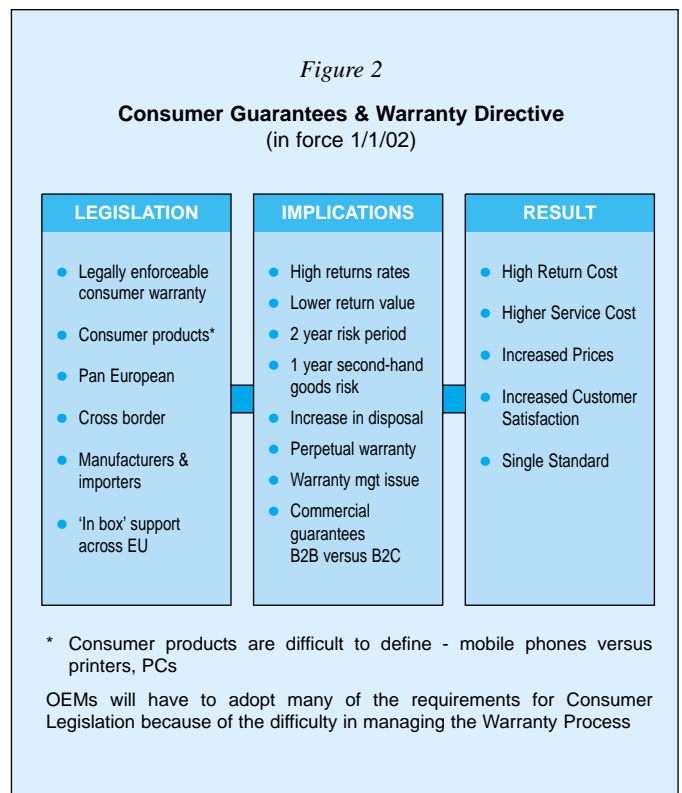 Figure 2
Consumer Guarantees & Warranty Directive
(in force 1/1/02)
LEGISLATION
● Legally enforceable
consumer warranty
● Consumer products*
● Pan European
● Cross border
● Manufacturers &
importers
● ‘In box’ support
across EU
IMPLICATIONS
● High returns rates
● Lower return value
● 2 year risk period
● 1 year second-hand
goods risk
● Increase in disposal
● Perpetual warranty
● Warranty mgt issue
● Commercial
guarantees
B2B versus B2C
RESULT
● High Return Cost
● Higher Service Cost
● Increased Prices
● Increased Customer
Satisfaction
● Single Standard
* Consumer products are difficult to define - mobile phones versus
printers, PCs
OEMs will have to adopt many of the requirements for Consumer
Legislation because of the difficulty in managing the Warranty Process